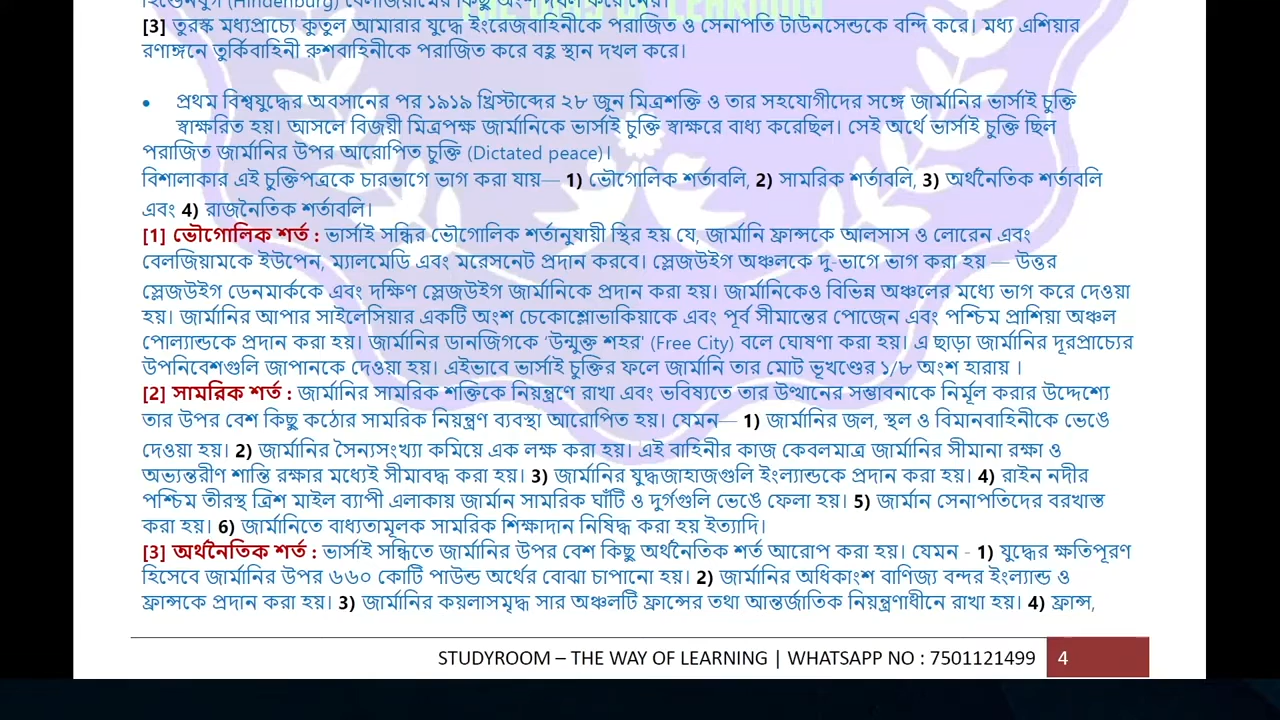 হিন্ডেনবুর্গ (Hindenburg) বেলজিয়ামের কিছু অংশ দখল করে নেন।
[3] তুরস্ক মধ্যপ্রাচ্যে কুতুল আমারার যুদ্ধে ইংরেজবাহিনীকে পরাজিত ও সেনাপতি টাউনসেন্ডকে বন্দি করে। মধ্য এশিয়ার
রণাঙ্গনে তুর্কিবাহিনী রুশবাহিনীকে পরাজিত করে বহু স্থান দখল করে।
• প্রথম বিশ্বযুদ্ধের অবসানের পর ১৯১৯ খ্রিস্টাব্দের ২৮ জুন মিত্রশক্তি ও তার সহযোগীদের সঙ্গে জার্মানির ভার্সাই চুক্তি
স্বাক্ষরিত হয়। আসলে বিজয়ী মিত্রপক্ষ জার্মানিকে ভার্সাই চুক্তি স্বাক্ষরে বাধ্য করেছিল। সেই অর্থে ভার্সাই চুক্তি ছিল
পরাজিত জার্মানির উপর আরোপিত চুক্তি (Dictated peace)।
বিশালাকার এই চুক্তিপত্রকে চারভাগে ভাগ করা যায়— 1) ভৌগোলিক শর্তাবলি, 2) সামরিক শর্তাবলি, 3) অর্থনৈতিক শর্তাবলি
এবং 4) রাজনৈতিক শর্তাবলি।
[1] ভৌগোলিক শর্ত : ভার্সাই সন্ধির ভৌগোলিক শর্তানুযায়ী স্থির হয় যে, জার্মানি ফ্রান্সকে আলসাস ও লোরেন এবং
বেলজিয়ামকে ইউপেন, ম্যালমেডি এবং মরেসনেট প্রদান করবে। স্লেজউইগ অঞ্চলকে দু-ভাগে ভাগ করা হয় — উত্তর
স্লেজউইগ ডেনমার্ককে এবং দক্ষিণ স্লেজউইগ জার্মানিকে প্রদান করা হয়। জার্মানিকেও বিভিন্ন অঞ্চলের মধ্যে ভাগ করে দেওয়া
হয়। জার্মানির আপার সাইলেসিয়ার একটি অংশ চেকোশ্লোভাকিয়াকে এবং পূর্ব সীমান্তের পোজেন এবং পশ্চিম প্রাশিয়া অঞ্চল
পোল্যান্ডকে প্রদান করা হয়। জার্মানির ডানজিগকে ‘উন্মুক্ত শহর’ (Free City) বলে ঘোষণা করা হয়। এ ছাড়া জার্মানির দূরপ্রাচ্যের
উপনিবেশগুলি জাপানকে দেওয়া হয়। এইভাবে ভার্সাই চুক্তির ফলে জার্মানি তার মোট ভূখণ্ডের ১/৮ অংশ হারায় ।
[2] সামরিক শর্ত : জার্মানির সামরিক শক্তিকে নিয়ন্ত্রণে রাখা এবং ভবিষ্যতে তার উত্থানের সম্ভাবনাকে নির্মূল করার উদ্দেশ্যে
তার উপর বেশ কিছু কঠোর সামরিক নিয়ন্ত্রণ ব্যবস্থা আরোপিত হয়। যেমন— 1) জার্মানির জল, স্থল ও বিমানবাহিনীকে ভেঙে
দেওয়া হয়। 2) জার্মানির সৈন্যসংখ্যা কমিয়ে এক লক্ষ করা হয়। এই বাহিনীর কাজ কেবলমাত্র জার্মানির সীমানা রক্ষা ও
অভ্যন্তরীণ শান্তি রক্ষার মধ্যেই সীমাবদ্ধ করা হয়। 3) জার্মানির যুদ্ধজাহাজগুলি ইংল্যান্ডকে প্রদান করা হয়। 4) রাইন নদীর
পশ্চিম তীরস্থ ত্রিশ মাইল ব্যাপী এলাকায় জার্মান সামরিক ঘাঁটি ও দুর্গগুলি ভেঙে ফেলা হয়। 5) জার্মান সেনাপতিদের বরখাস্ত
করা হয়। 6) জার্মানিতে বাধ্যতামূলক সামরিক শিক্ষাদান নিষিদ্ধ করা হয় ইত্যাদি।
[3] অর্থনৈতিক শর্ত : ভার্সাই সন্ধিতে জার্মানির উপর বেশ কিছু অর্থনৈতিক শর্ত আরোপ করা হয়। যেমন - 1) যুদ্ধের ক্ষতিপূরণ
হিসেবে জার্মানির উপর ৬৬০ কোটি পাউন্ড অর্থের বোঝা চাপানো হয়। 2) জার্মানির অধিকাংশ বাণিজ্য বন্দর ইংল্যান্ড ও
ফ্রান্সকে প্রদান করা হয়। 3) জার্মানির কয়লাসমৃদ্ধ সার অঞ্চলটি ফ্রান্সের তথা আন্তর্জাতিক নিয়ন্ত্রণাধীনে রাখা হয়। 4) ফ্রান্স,
STUDYROOM – THE WAY OF LEARNING | WHATSAPP NO : 7501121499 4